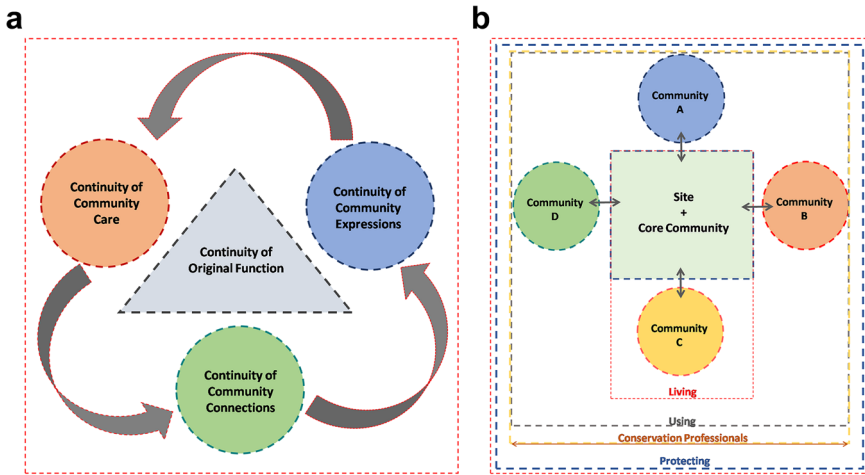 a
Continuity of
Community
Care
Continuity of
Community
Expressions
Continuity of
Original Function
Continuity of
Community
Connections
b
Community
A
Community
D
Site
+
Core Community
Community
B
Community
C
Living
Using
Conservation Professionals
Protecting